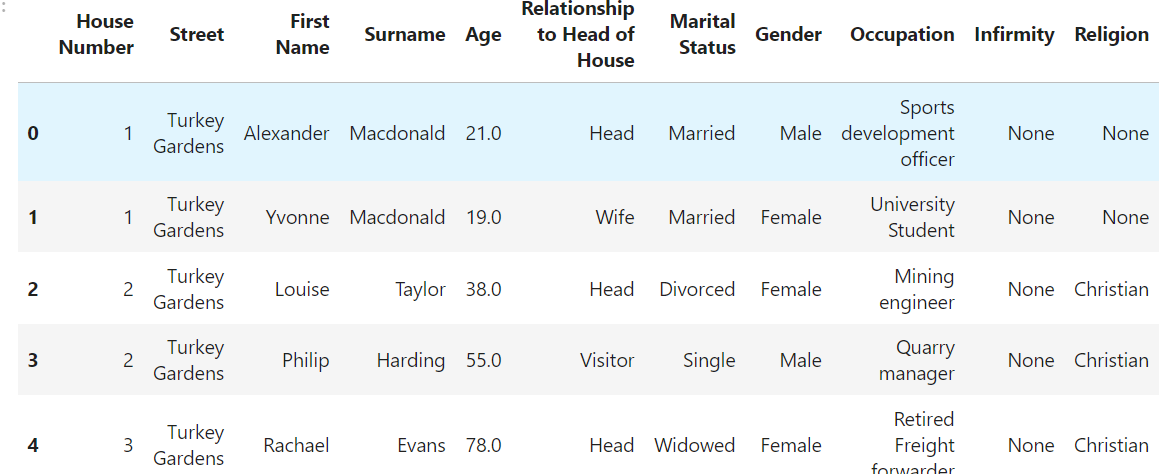 House Number Street First Name Surname Age Relationship to Head of House Marital Status Gender Occupation Infirmity Religion
0 1 Turkey Gardens Alexander Macdonald 21.0 Head Married Male Sports development officer None None
1 1 Turkey Gardens Yvonne Macdonald 19.0 Wife Married Female University Student None None
2 2 Turkey Gardens Louise Taylor 38.0 Head Divorced Female Mining engineer None Christian
3 2 Turkey Gardens Philip Harding 55.0 Visitor Single Male Quarry manager None Christian
4 3 Turkey Gardens Rachael Evans 78.0 Head Widowed Female Retired Freight forwarder None Christian